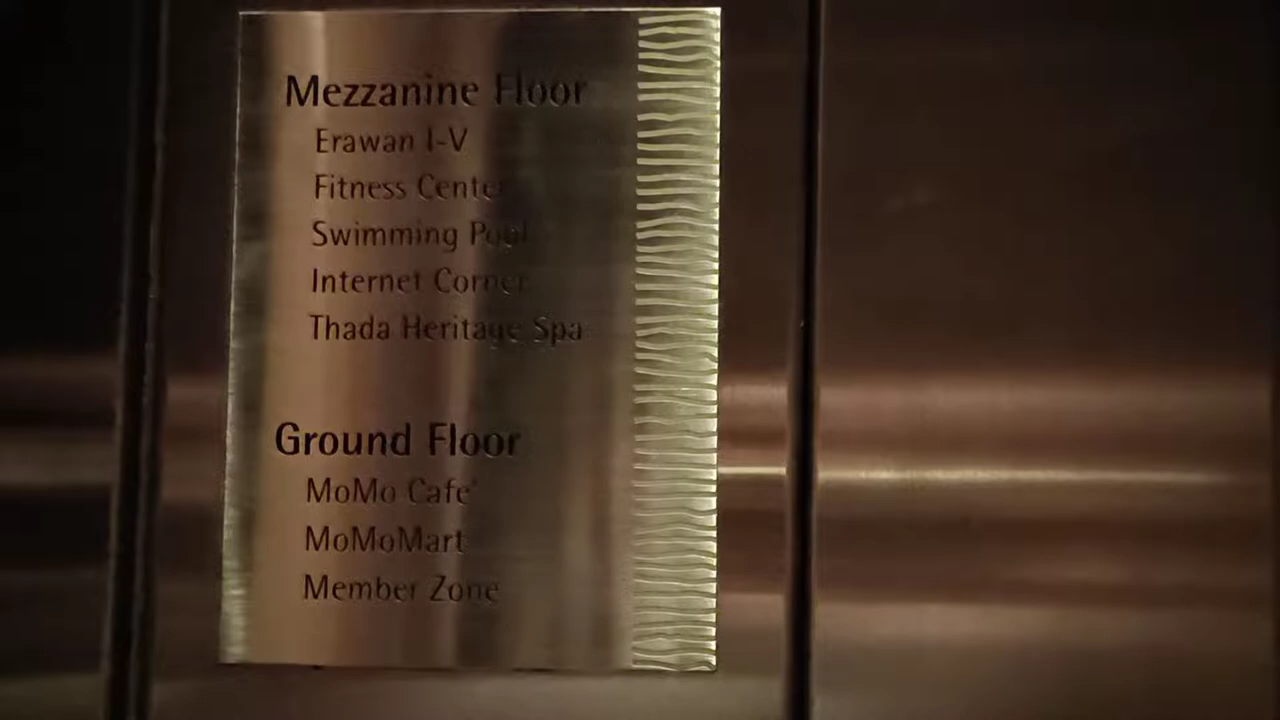 Mezzanine Floor
Erawan I-V
Fitness Center
Swimming Pool
Internet Corner
Thada Heritage Spa
Ground Floor
MoMo Cafe'
MoMoMart
Member Zone